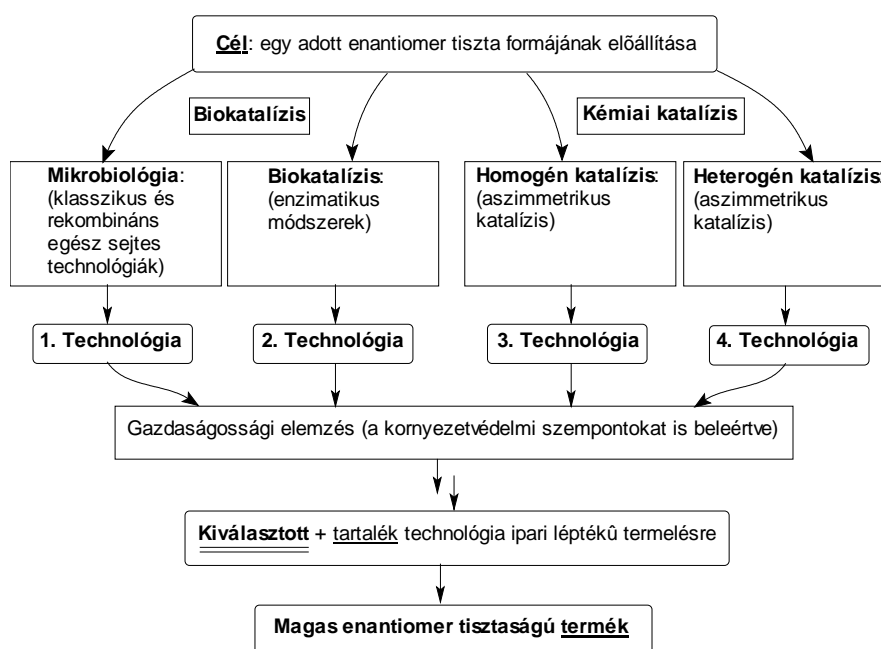 Cél: egy adott enantiomer tiszta formájának elõállítása
Biokatalízis
Kémiai katalízis
Mikrobiológia:
(klasszikus és
rekombináns
egész sejtes
technológiák)
Biokatalízis:
(enzimatikus
módszerek)
Homogén katalízis:
(aszimmetrikus
katalízis)
Heterogén katalízis:
(aszimmetrikus
katalízis)
1. Technológia
2. Technológia
3. Technológia
4. Technológia
Gazdaságossági elemzés (a kornyezetvédelmi szempontokat is beleértve)
Kiválasztott + tartalék technológia ipari léptékû termelésre
Magas enantiomer tisztaságú termék